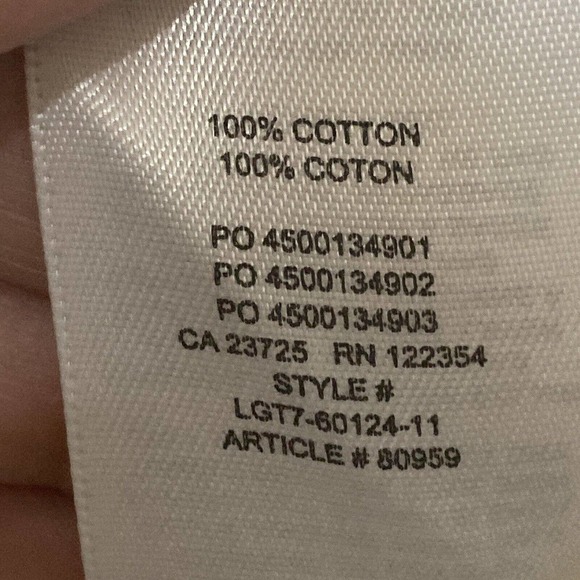 100% COTTON
100% COTON
PO 4500134901
PO 4500134902
PO 4500134903
CA 23725 RN 122354
STYLE #
LGT7-60124-11
ARTICLE # 80959